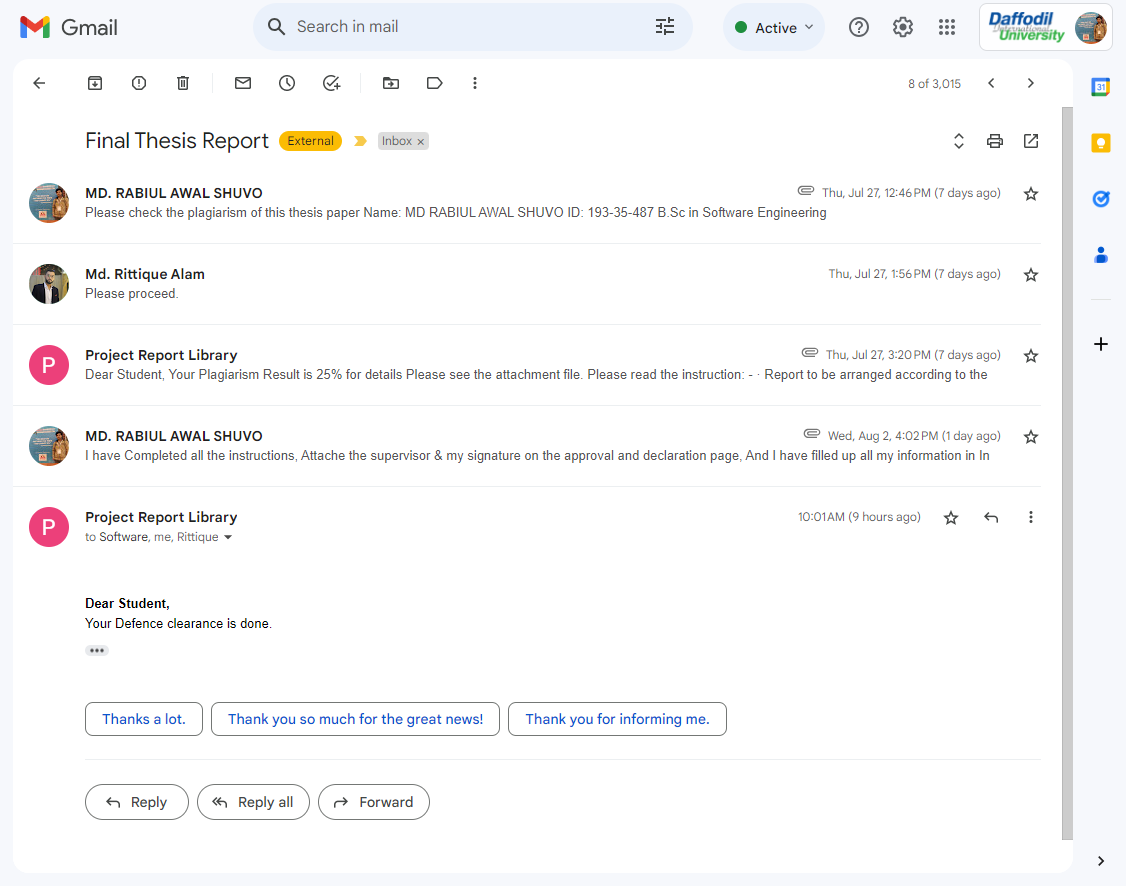 Gmail
Search in mail
Active
Daffodil
International
University
8 of 3,015
31
Final Thesis Report External Inbox ×
MD. RABIUL AWAL SHUVO Thu, Jul 27, 12:46 PM (7 days ago)
Please check the plagiarism of this thesis paper Name: MD RABIUL AWAL SHUVO ID: 193-35-487 B.Sc in Software Engineering
Md. Rittique Alam Thu, Jul 27, 1:56 PM (7 days ago)
Please proceed.
P
Project Report Library Thu, Jul 27, 3:20 PM (7 days ago)
Dear Student, Your Plagiarism Result is 25% for details Please see the attachment file. Please read the instruction: - · Report to be arranged according to the
MD. RABIUL AWAL SHUVO Wed, Aug 2, 4:02 PM (1 day ago)
I have Completed all the instructions, Attache the supervisor & my signature on the approval and declaration page, And I have filled up all my information in In
P
Project Report Library 10:01 AM (9 hours ago)
to Software, me, Rittique
Dear Student,
Your Defence clearance is done.
Thanks a lot. Thank you so much for the great news! Thank you for informing me.
Reply Reply all Forward